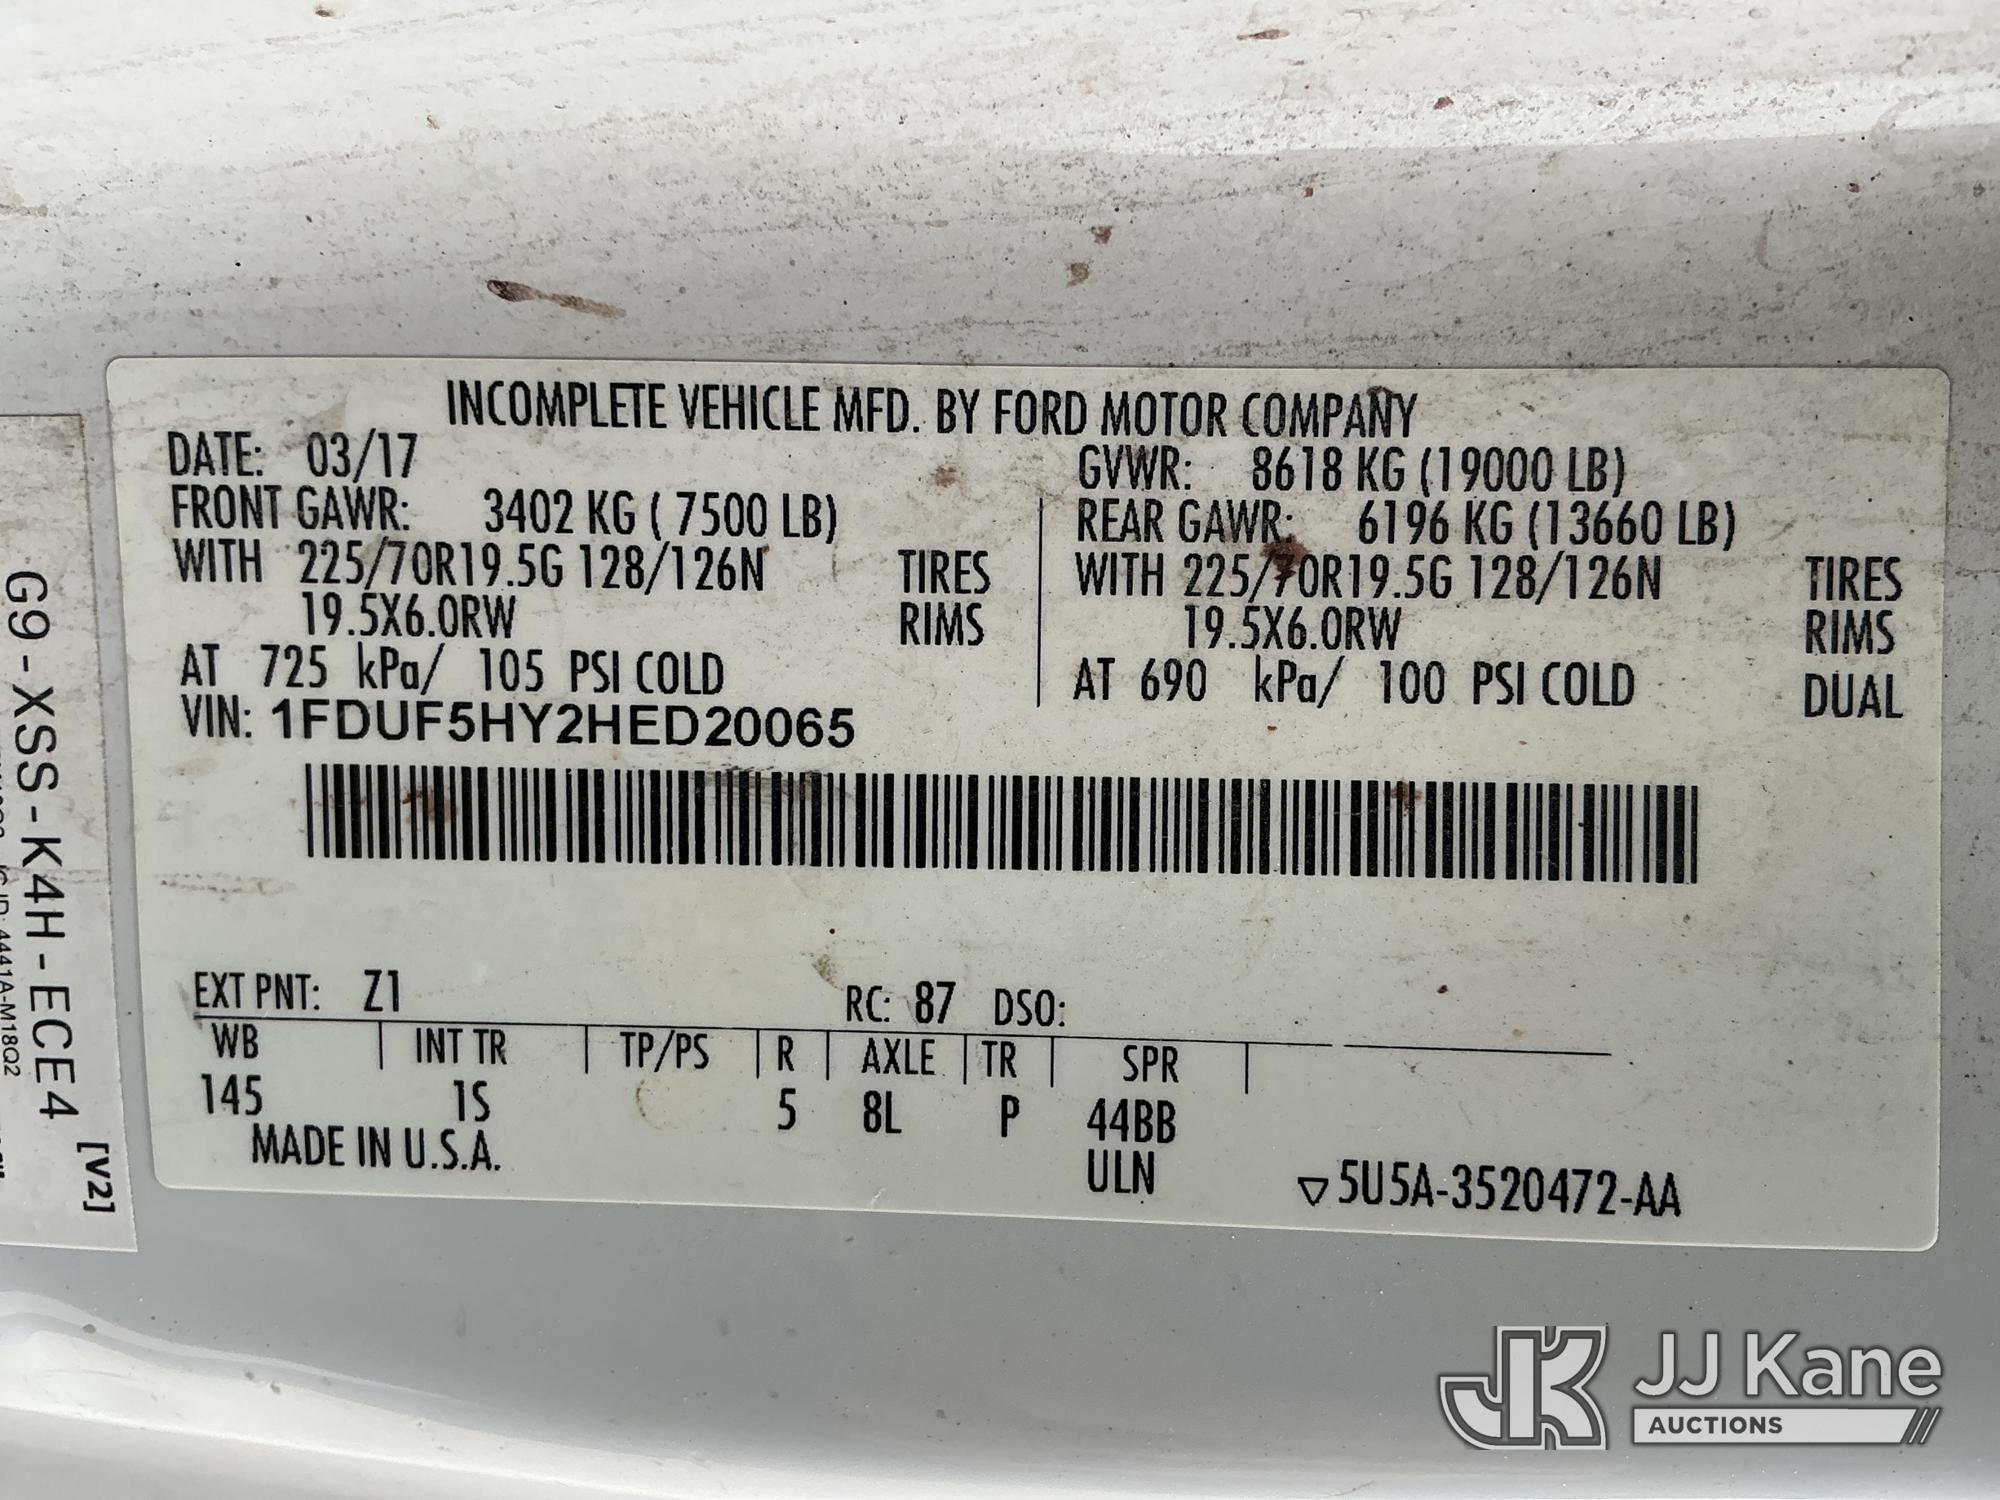 INCOMPLETE VEHICLE MFD. BY FORD MOTOR COMPANY
DATE: 03/17 GVWR: 8618 KG (19000 LB)
FRONT GAWR: 3402 KG ( 7500 LB) REAR GAWR: 6196 KG (13660 LB)
WITH 225/70R19.5G 128/126N TIRES WITH 225/70R19.5G 128/126N TIRES
19.5X6.0RW RIMS 19.5X6.0RW RIMS
AT 725 kPa/ 105 PSI COLD AT 690 kPa/ 100 PSI COLD DUAL
VIN: 1FDUF5HY2HED20065
EXT PNT: Z1 RC: 87 DSO:
WB INT TR TP/PS R AXLE TR SPR
145 1S 5 8L P 44BB
MADE IN U.S.A. ULN ▽5U5A-3520472-AA
G9-XSS-K4H-ECE4
ID: 4441A-M18Q2
[V2]
JK JJ Kane
AUCTIONS